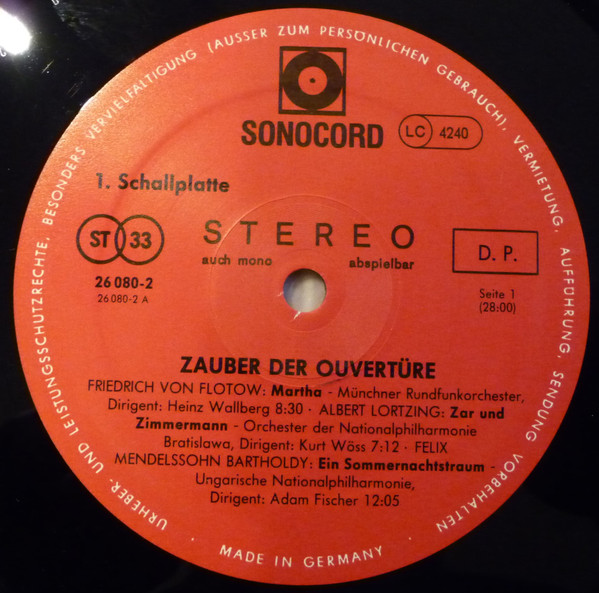 URHEBER- UND LEISTUNGSSCHUTZRECHTE, BESONDERS VERVIELFÄLTIGUNG (AUSSER ZUM PERSÖNLICHEN GEBRAUCH), VERMIETUNG, AUFFÜHRUNG, SENDUNG VORBEHALTEN
SONOCORD
LC 4240
1. Schallplatte
ST 33
STEREO
auch mono abspielbar
D. P.
26 080-2
26 080-2 A
Seite 1
(28:00)
ZAUBER DER OUVERTÜRE
FRIEDRICH VON FLOTOW: Martha - Münchner Rundfunkorchester,
Dirigent: Heinz Wallberg 8:30 · ALBERT LORTZING: Zar und
Zimmermann - Orchester der Nationalphilharmonie
Bratislawa, Dirigent: Kurt Wöss 7:12 · FELIX
MENDELSSOHN BARTHOLDY: Ein Sommernachtstraum -
Ungarische Nationalphilharmonie,
Dirigent: Adam Fischer 12:05
· MADE IN GERMANY ·